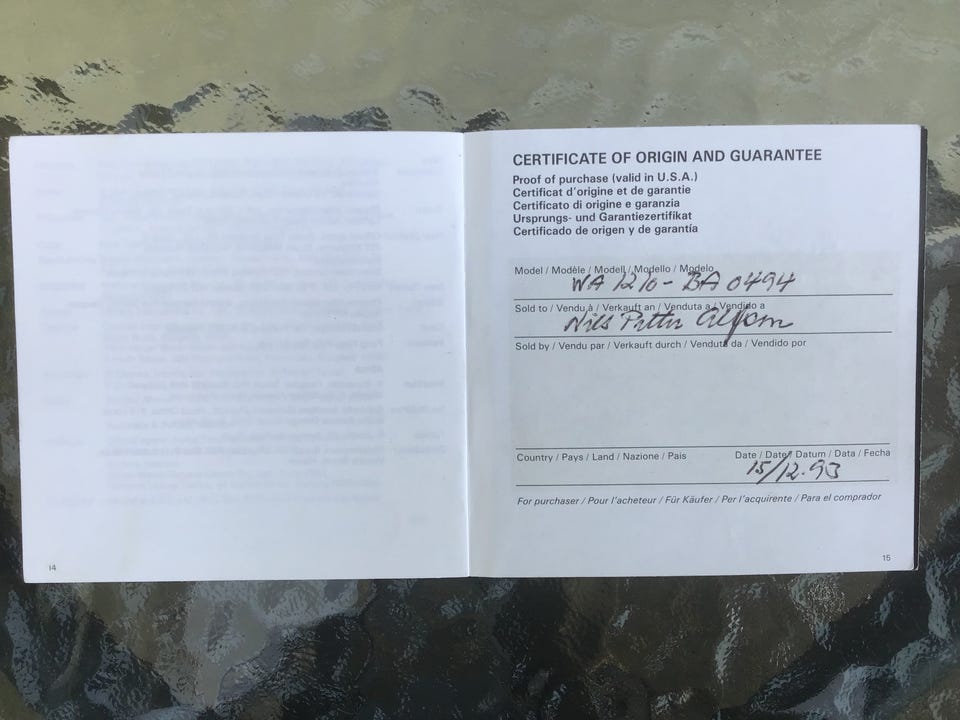 CERTIFICATE OF ORIGIN AND GUARANTEE
Proof of purchase (valid in U.S.A.)
Certificat d'origine et de garantie
Certificato di origine e garanzia
Ursprungs- und Garantiezertifikat
Certificado de origen y de garantía
Model / Modèle / Modell / Modello / Modelo
WA 1210 - BA 0494
Sold to / Vendu à / Verkauft an / Venduta a / Vendido a
Nils Petter
Sold by / Vendu par / Verkauft durch / Venduta da / Vendido por
Country / Pays / Land / Nazione / Pais
Date / Date / Datum / Data / Fecha
15/12.93
For purchaser / Pour l'acheteur / Für Käufer / Per l'acquirente / Para el comprador
14
15